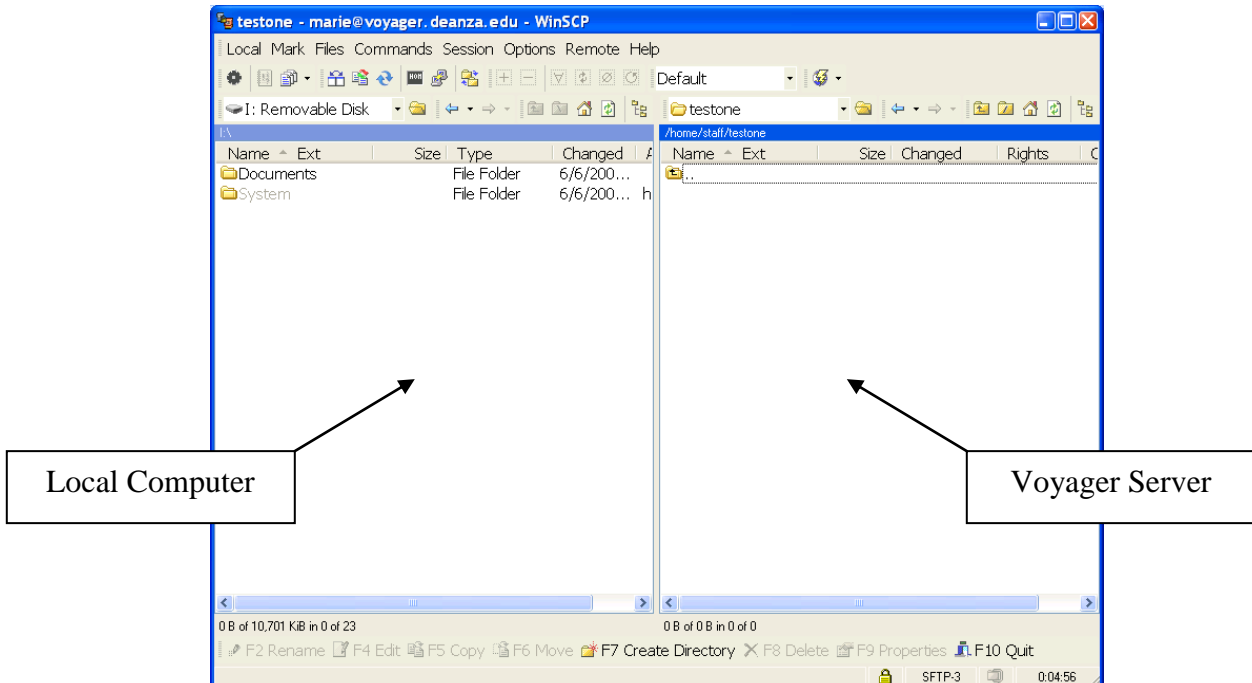 testone - marie@voyager.deanza.edu - WinSCP
Local Mark Files Commands Session Options Remote Help
Default
I: Removable Disk testone
I:\ /home/staff/testone
Name Ext Size Type Changed Name Ext Size Changed Rights
Documents File Folder 6/6/200... ..
System File Folder 6/6/200... h
Local Computer Voyager Server
0 B of 10,701 KiB in 0 of 23 0 B of 0 B in 0 of 0
F2 Rename F4 Edit F5 Copy F6 Move F7 Create Directory F8 Delete F9 Properties F10 Quit
SFTP-3 0:04:56